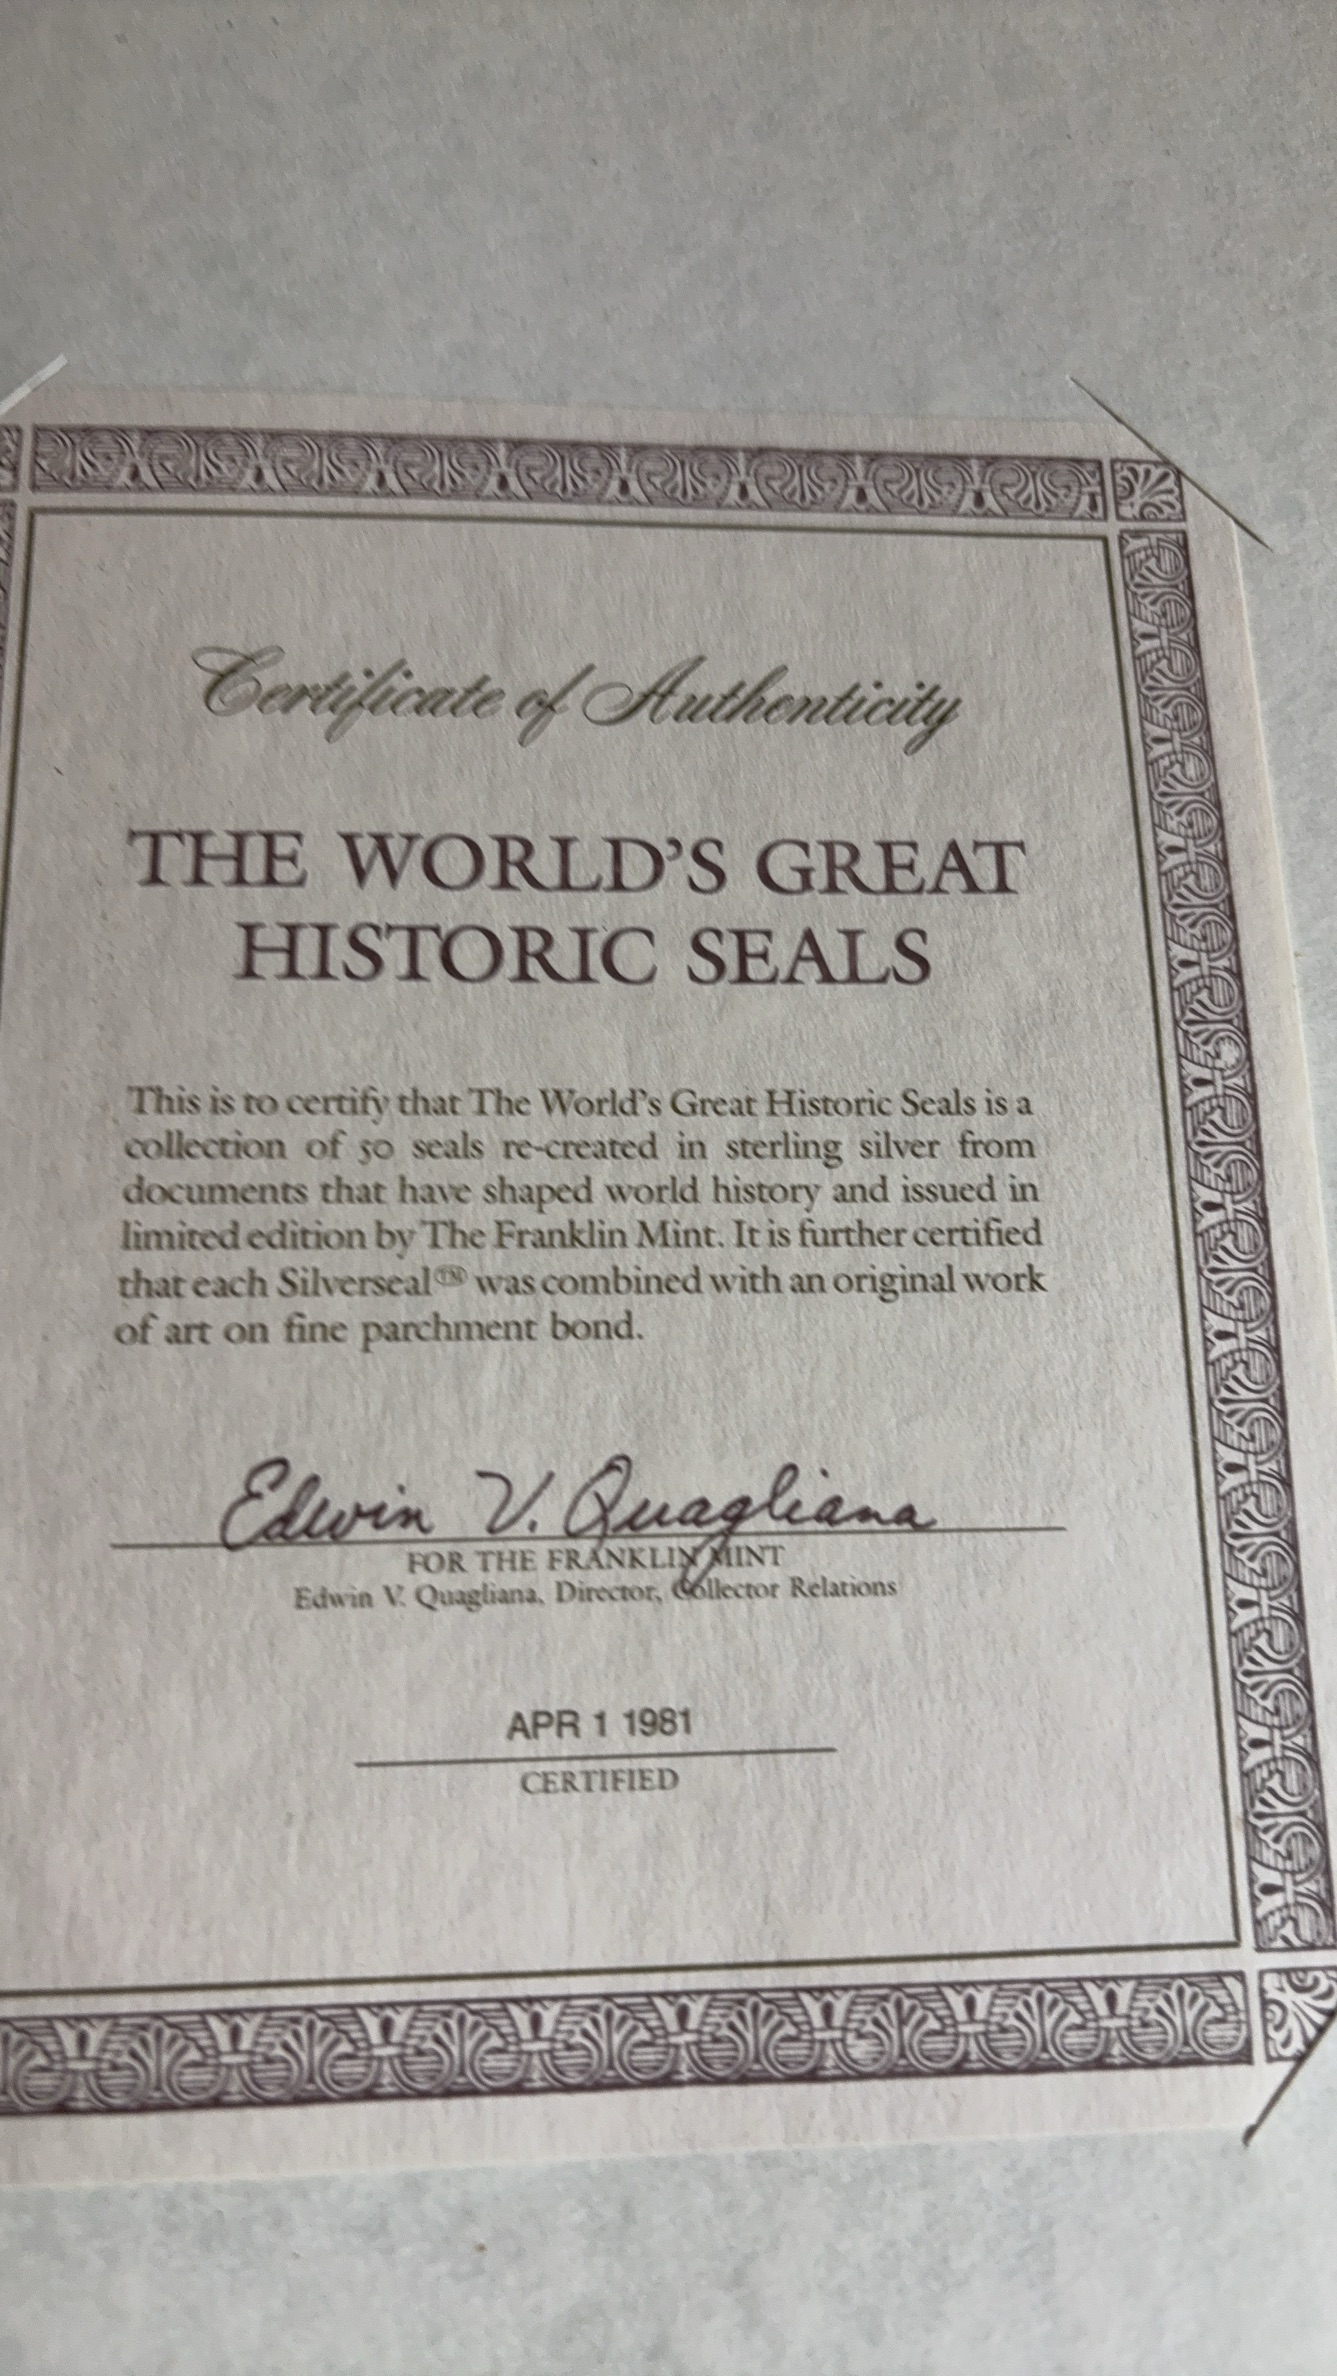 Certificate of Authenticity
THE WORLD'S GREAT
HISTORIC SEALS
This is to certify that The World's Great Historic Seals is a
collection of 50 seals re-created in sterling silver from
documents that have shaped world history and issued in
limited edition by The Franklin Mint. It is further certified
that each Silverseal™ was combined with an original work
of art on fine parchment bond.
Edwin V. Quagliana
FOR THE FRANKLIN MINT
Edwin V. Quagliana, Director, Collector Relations
APR 1 1981
CERTIFIED